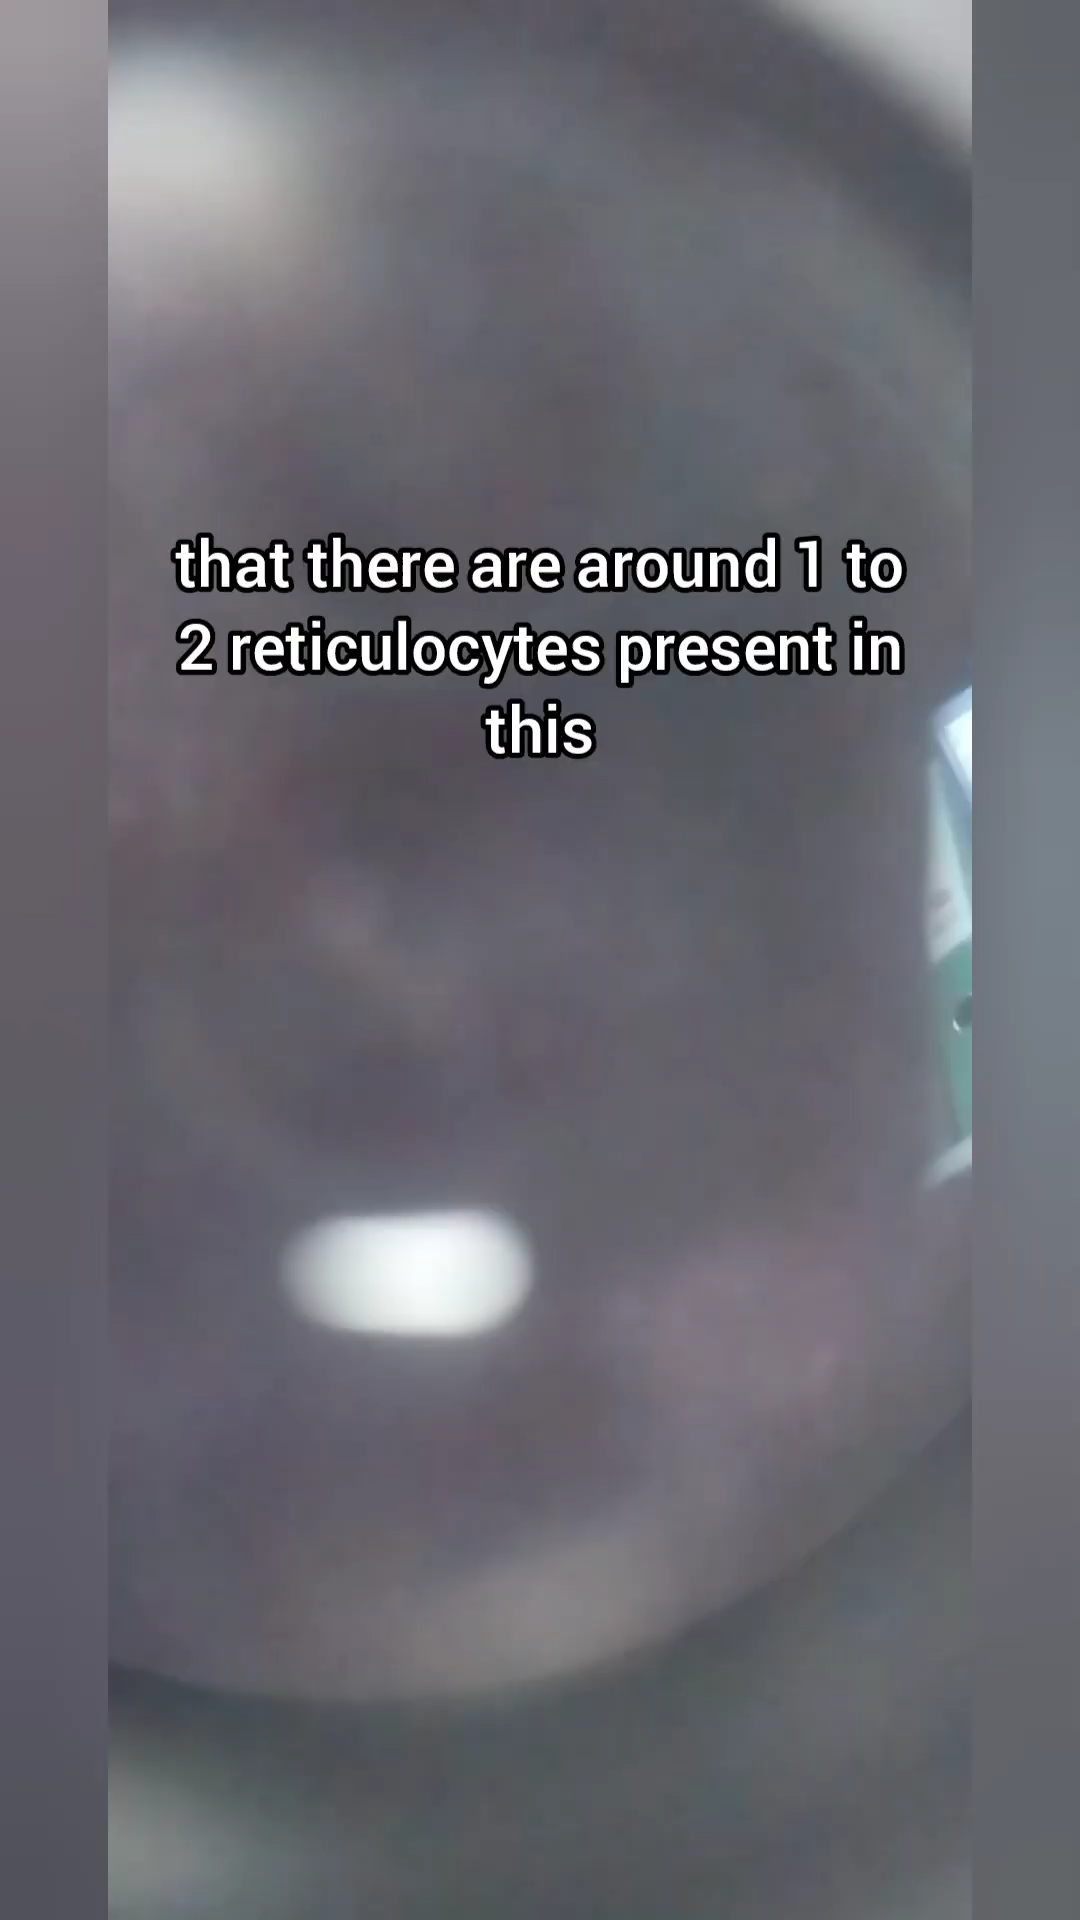 that there are around 1 to
2 reticulocytes present in
this